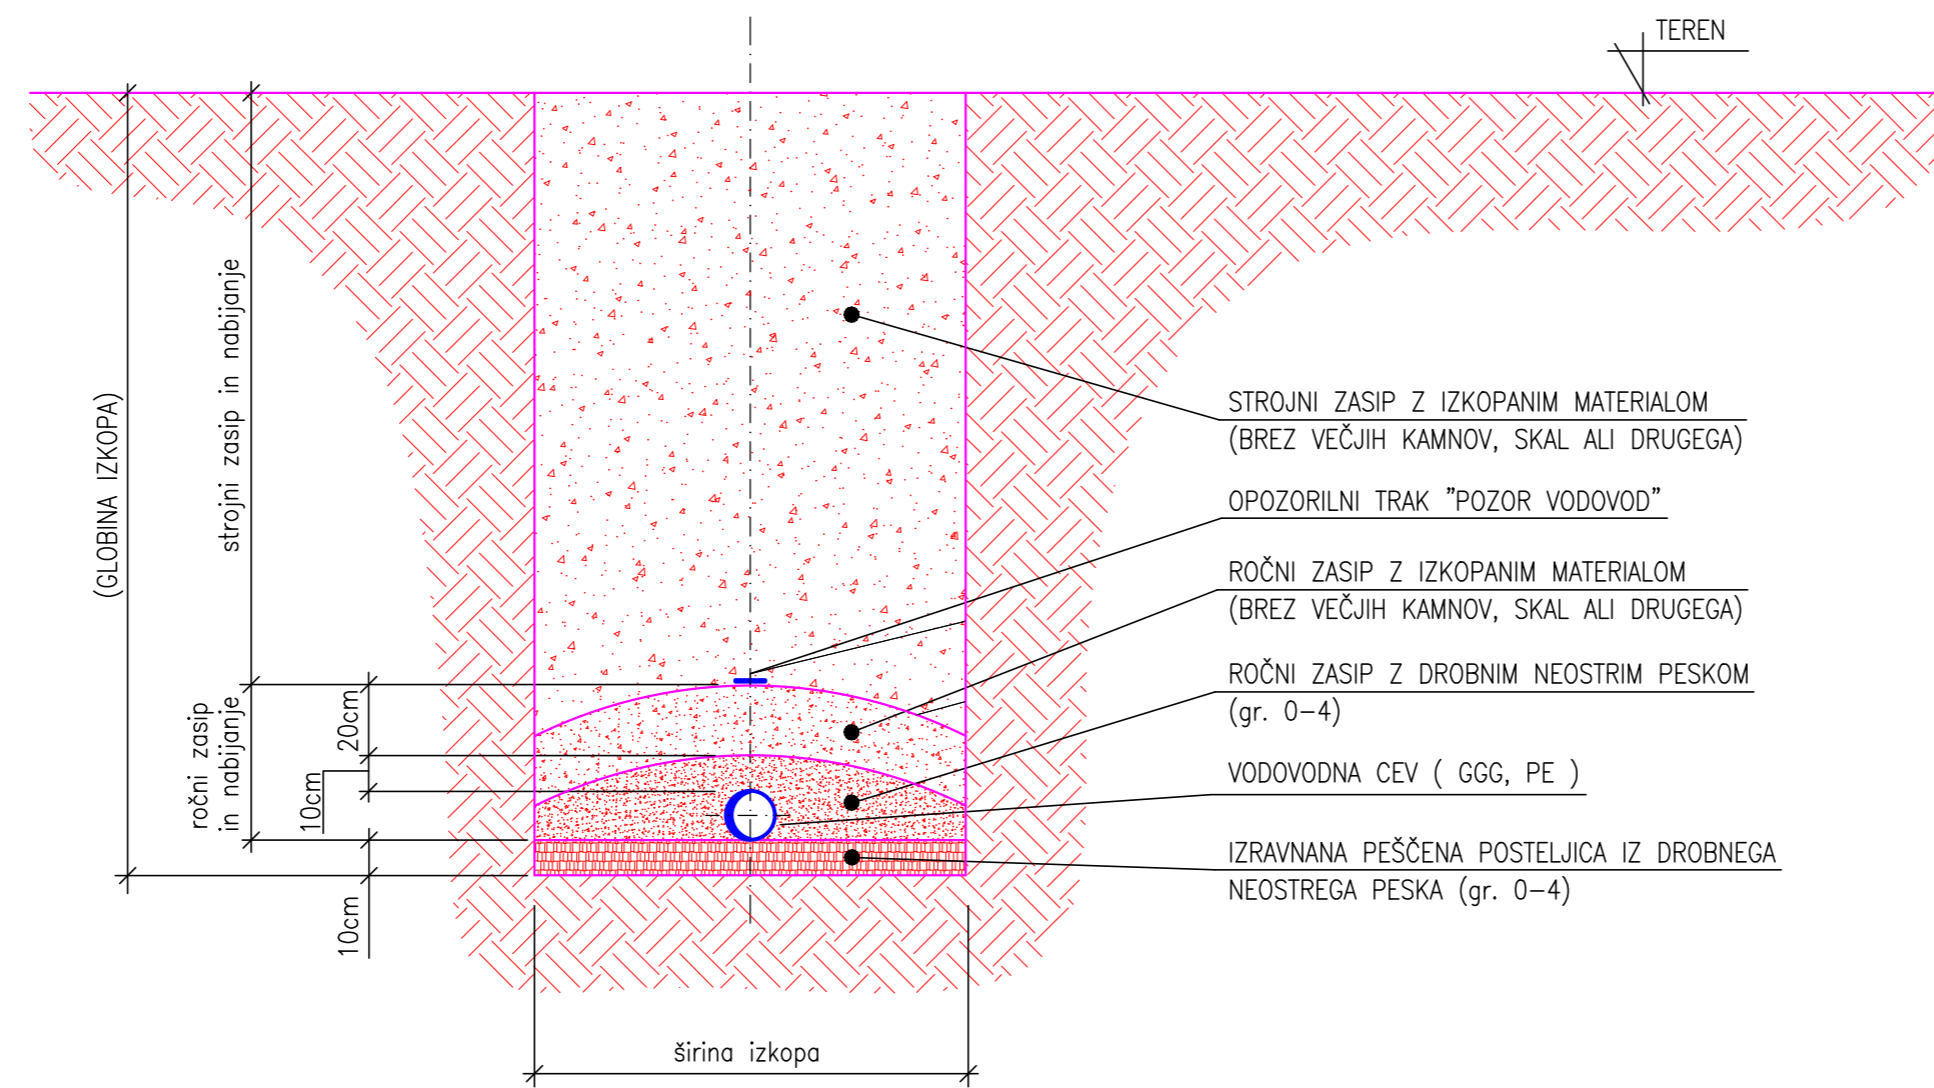 TEREN
(GLOBINA IZKOPA)
strojni zasip in nabijanje
ročni zasip
in nabijanje
20cm
10cm
10cm
STROJNI ZASIP Z IZKOPANIM MATERIALOM
(BREZ VEČJIH KAMNOV, SKAL ALI DRUGEGA)
OPOZORILNI TRAK "POZOR VODOVOD"
ROČNI ZASIP Z IZKOPANIM MATERIALOM
(BREZ VEČJIH KAMNOV, SKAL ALI DRUGEGA)
ROČNI ZASIP Z DROBNIM NEOSTRIM PESKOM
(gr. 0-4)
VODOVODNA CEV ( GGG, PE )
IZRAVNANA PEŠČENA POSTELJICA IZ DROBNEGA
NEOSTREGA PESKA (gr. 0-4)
širina izkopa